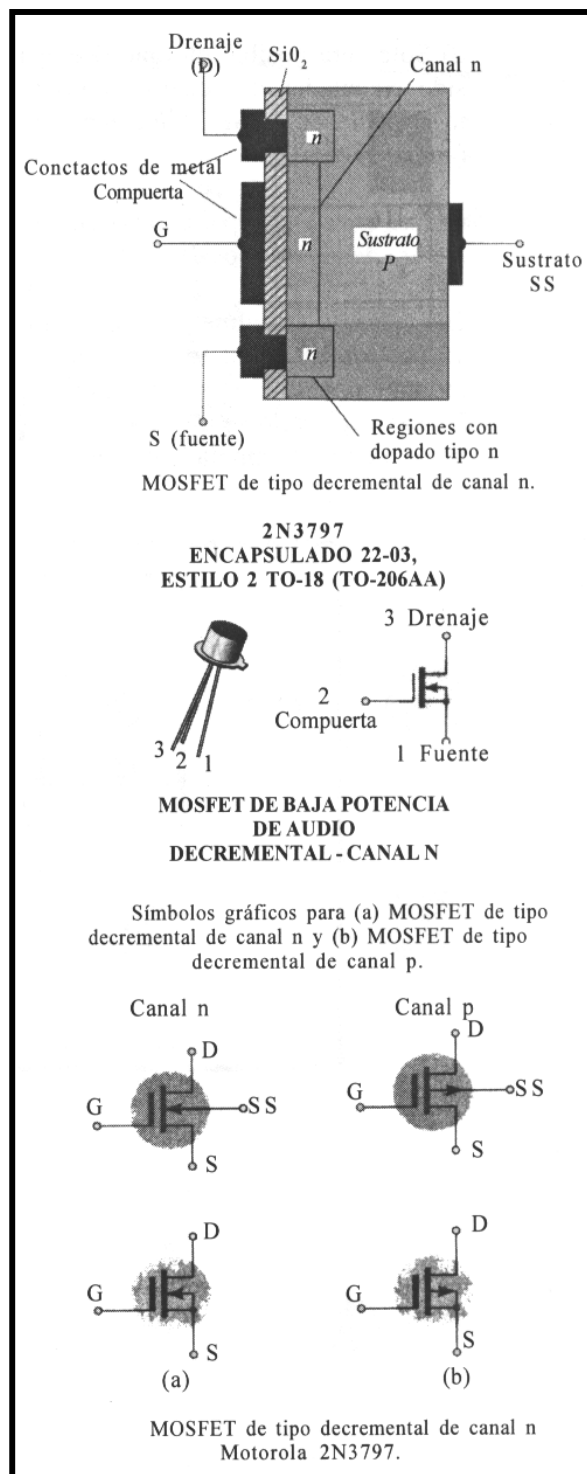 Drenaje
(D)
SiO₂
Canal n
n
Conctactos de metal
Compuerta
G
n
Sustrato
P
Sustrato
SS
n
S (fuente)
Regiones con
dopado tipo n
MOSFET de tipo decremental de canal n.
2N3797
ENCAPSULADO 22-03,
ESTILO 2 TO-18 (TO-206AA)
3 Drenaje
2
Compuerta
1 Fuente
3
2
1
MOSFET DE BAJA POTENCIA
DE AUDIO
DECREMENTAL - CANAL N
Símbolos gráficos para (a) MOSFET de tipo
decremental de canal n y (b) MOSFET de tipo
decremental de canal p.
Canal n
D
G
SS
S
Canal p
D
G
SS
S
D
G
S
(a)
D
G
S
(b)
MOSFET de tipo decremental de canal n
Motorola 2N3797.